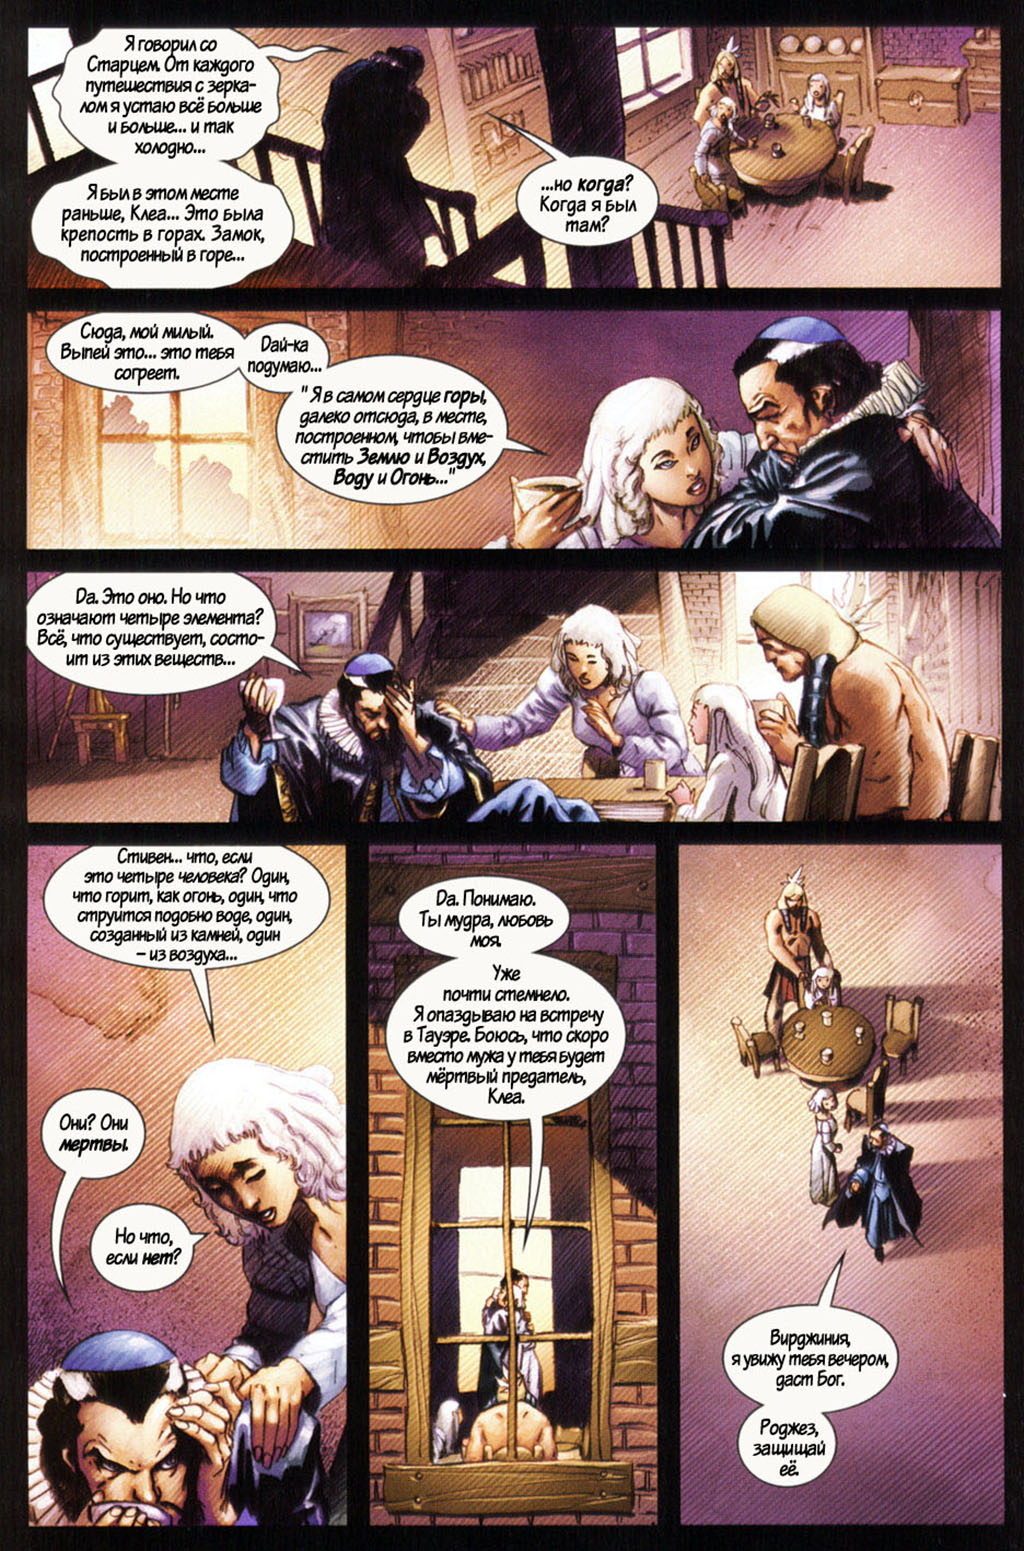 Я говорил со
Старцем. От каждого
путешествия с зерка-
лом я устаю всё больше
и больше... и так
холодно...
Я был в этом месте
раньше, Клеа... Это была
крепость в горах. Замок,
построенный в горе...
...но когда?
Когда я был
там?
Сюда, мой милый.
Выпей это... это тебя
согреет.
Дай-ка
подумаю...
" Я в самом сердце горы,
далеко отсюда, в месте,
построенном, чтобы вме-
стить Землю и Воздух,
Воду и Огонь..."
Да. Это оно. Но что
означают четыре элемента?
Всё, что существует, состо-
ит из этих веществ...
Стивен... что, если
это четыре человека? Один,
что горит, как огонь, один, что
струится подобно воде, один,
созданный из камней, один
– из воздуха...
Они? Они
мертвы.
Но что,
если нет?
Да. Понимаю.
Ты мудра, любовь
моя.
Уже
почти стемнело.
Я опаздываю на встречу
в Тауэре. Боюсь, что скоро
вместо мужа у тебя будет
мёртвый предатель,
Клеа.
Вирджиния,
я увижу тебя вечером,
даст Бог.
Роджез,
защищай
её.